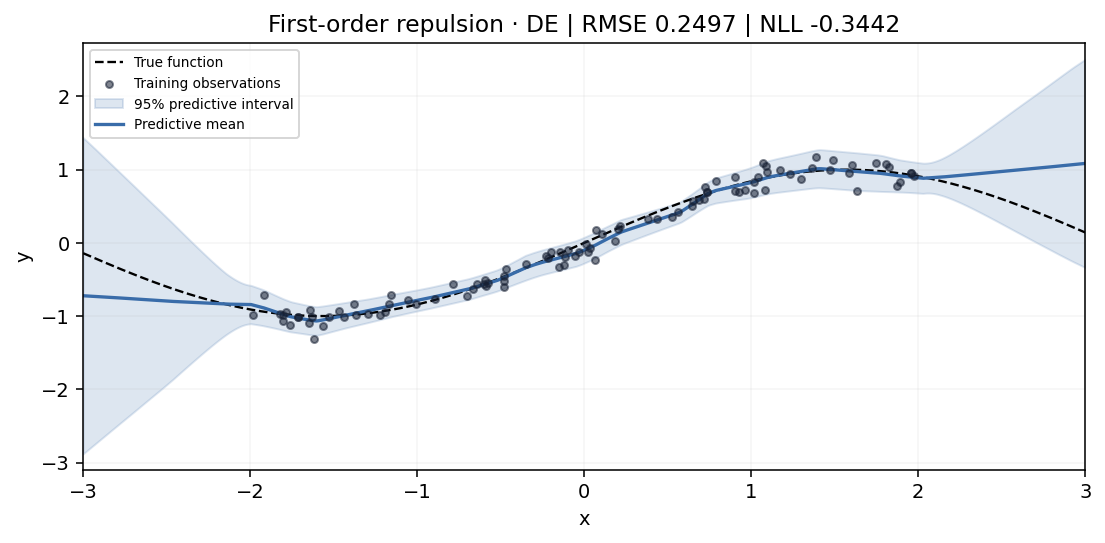 First-order repulsion · DE | RMSE 0.2497 | NLL -0.3442
True function
Training observations
95% predictive interval
Predictive mean
2
1
0
−1
−2
−3
y
−3 −2 −1 0 1 2 3
x